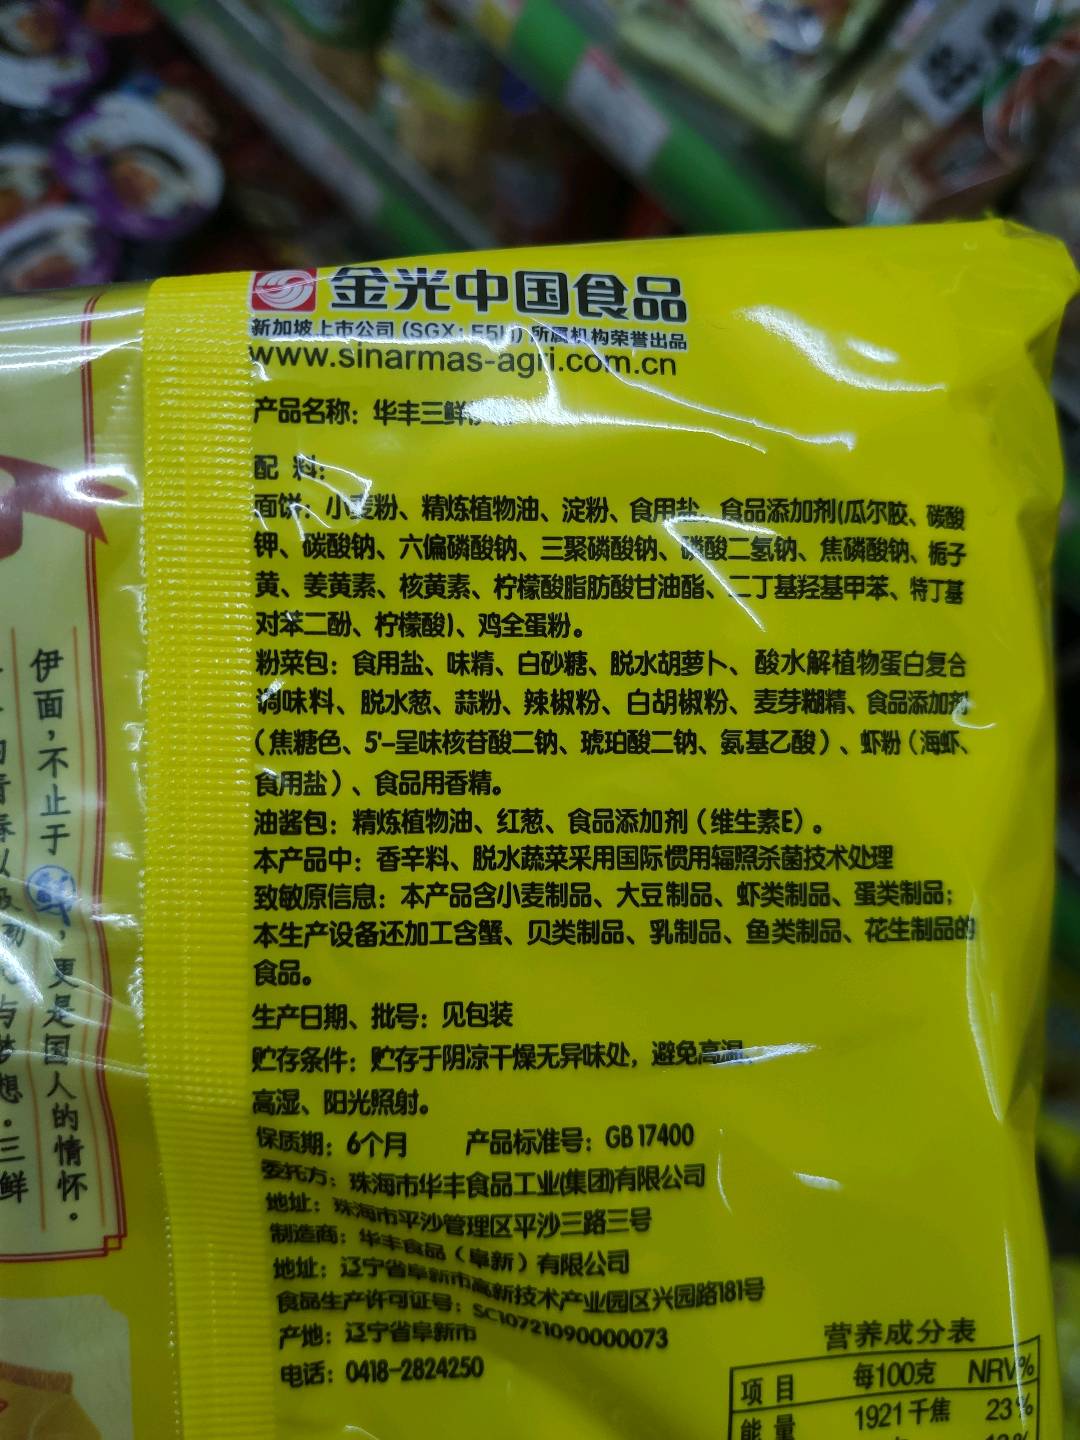 金光中国食品
新加坡上市公司 (SGX: E5H) 所属机构荣誉出品
www.sinarmas-agri.com.cn
产品名称：华丰三鲜
配 料：
面饼：小麦粉、精炼植物油、淀粉、食用盐、食品添加剂(瓜尔胶、碳酸
钾、碳酸钠、六偏磷酸钠、三聚磷酸钠、磷酸二氢钠、焦磷酸钠、栀子
黄、姜黄素、核黄素、柠檬酸脂肪酸甘油酯、二丁基羟基甲苯、特丁基
对苯二酚、柠檬酸)、鸡全蛋粉。
粉菜包：食用盐、味精、白砂糖、脱水胡萝卜、酸水解植物蛋白复合
调味料、脱水葱、蒜粉、辣椒粉、白胡椒粉、麦芽糊精、食品添加剂
（焦糖色、5'-呈味核苷酸二钠、琥珀酸二钠、氨基乙酸）、虾粉（海虾、
食用盐）、食品用香精。
油酱包：精炼植物油、红葱、食品添加剂（维生素E）。
本产品中：香辛料、脱水蔬菜采用国际惯用辐照杀菌技术处理
致敏原信息：本产品含小麦制品、大豆制品、虾类制品、蛋类制品；
本生产设备还加工含蟹、贝类制品、乳制品、鱼类制品、花生制品的
食品。
生产日期、批号：见包装
贮存条件：贮存于阴凉干燥无异味处，避免高温、
高湿、阳光照射。
保质期：6个月 产品标准号：GB 17400
委托方：珠海市华丰食品工业(集团)有限公司
地址：珠海市平沙管理区平沙三路三号
制造商：华丰食品（阜新）有限公司
地址：辽宁省阜新市高新技术产业园区兴园路181号
食品生产许可证号：SC10721090000073
产地：辽宁省阜新市
电话：0418-2824250
营养成分表
项 目 每100克 NRV%
能 量 1921千焦 23%
伊面，不止于鲜，更是国人的情怀。